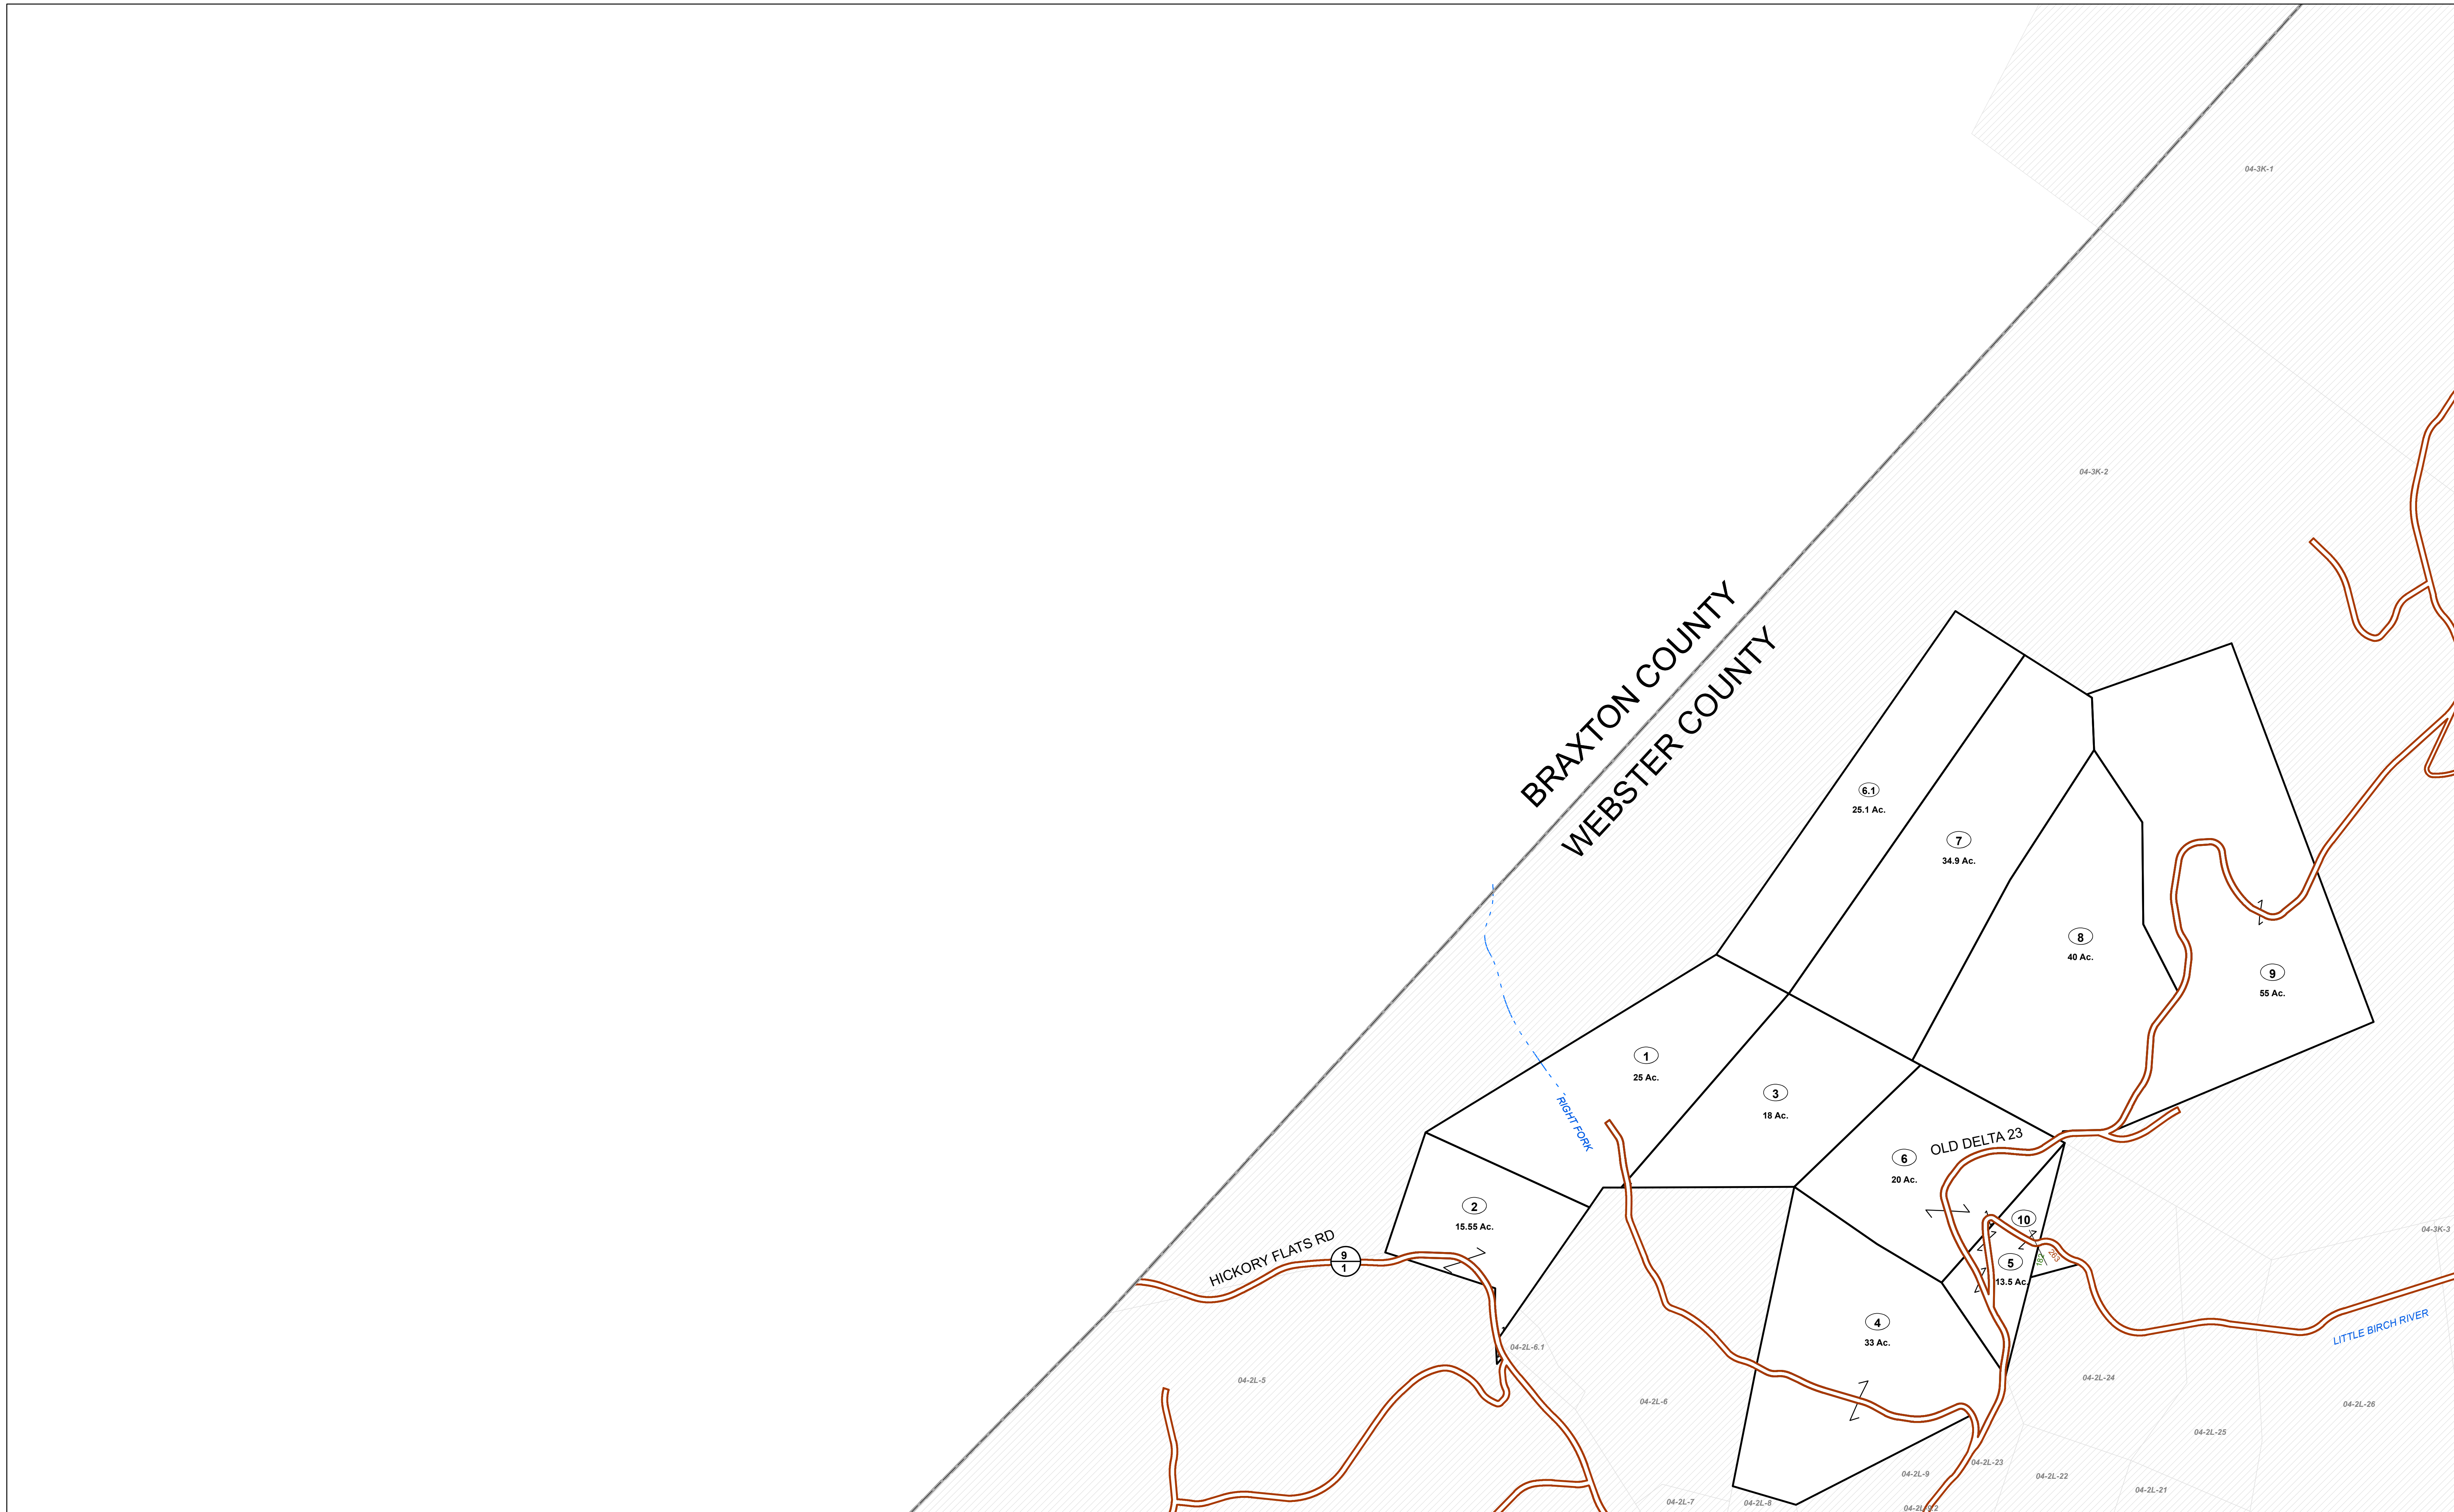 04-3K-1
04-3K-2
BRAXTON COUNTY
WEBSTER COUNTY
6.1
25.1 Ac.
7
34.9 Ac.
8
40 Ac.
9
55 Ac.
1
25 Ac.
3
18 Ac.
RIGHT FORK
OLD DELTA 23
6
20 Ac.
2
15.55 Ac.
10
5
13.5 Ac.
182
263
04-3K-3
HICKORY FLATS RD
9
1
4
33 Ac.
LITTLE BIRCH RIVER
04-2L-6.1
04-2L-5
04-2L-6
04-2L-24
04-2L-26
04-2L-25
04-2L-23
04-2L-9
04-2L-22
04-2L-21
04-2L-7
04-2L-8